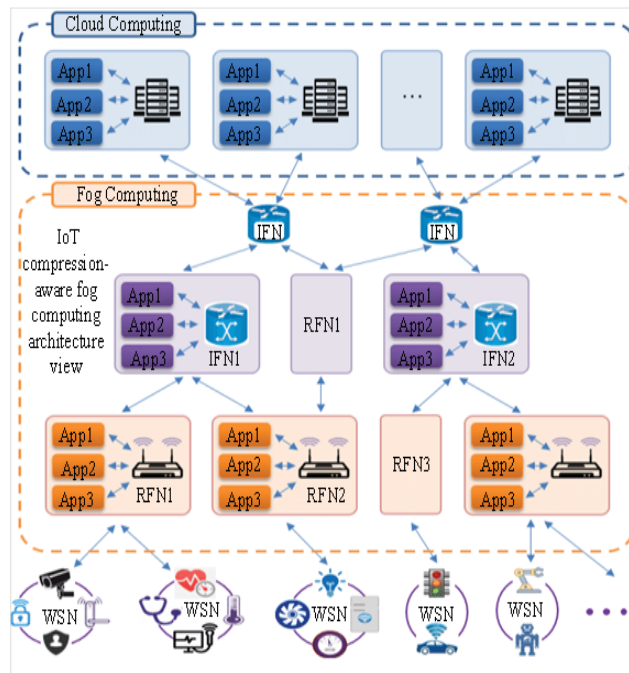 Cloud Computing
App1
App2
App3
App1
App2
App3
...
App1
App2
App3
Fog Computing
IoT
compression-
aware fog
computing
architecture
view
IFN
IFN
App1
App2
App3
IFN1
RFN1
App1
App2
App3
IFN2
App1
App2
App3
RFN1
App1
App2
App3
RFN2
RFN3
App1
App2
App3
WSN
WSN
WSN
WSN
WSN
....